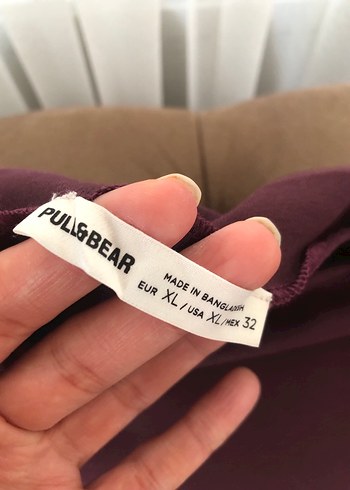 PULL&BEAR
MADE IN BANGLADESH
EUR XL / USA XL / MEX 32